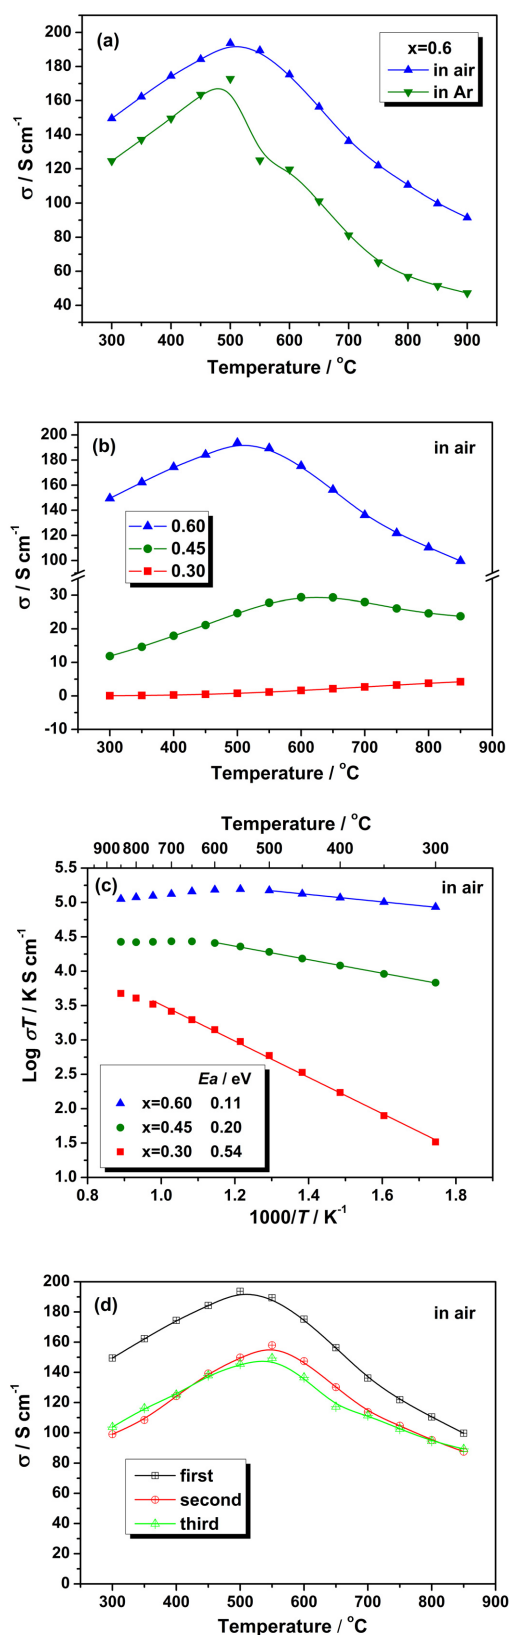 (a)
x=0.6
in air
in Ar
200
180
160
140
120
100
80
60
40
σ / S cm⁻¹
300 400 500 600 700 800 900
Temperature / °C
(b)
in air
200
180
160
140
120
100
30
20
10
0
-10
0.60
0.45
0.30
σ / S cm⁻¹
300 400 500 600 700 800 900
Temperature / °C
Temperature / °C
900 800 700 600 500 400 300
(c)
in air
5.5
5.0
4.5
4.0
3.5
3.0
2.5
2.0
1.5
1.0
Log σT / K S cm⁻¹
Ea / eV
x=0.60 0.11
x=0.45 0.20
x=0.30 0.54
0.8 1.0 1.2 1.4 1.6 1.8
1000/T / K⁻¹
(d)
in air
200
180
160
140
120
100
80
60
40
20
0
σ / S cm⁻¹
first
second
third
300 400 500 600 700 800 900
Temperature / °C